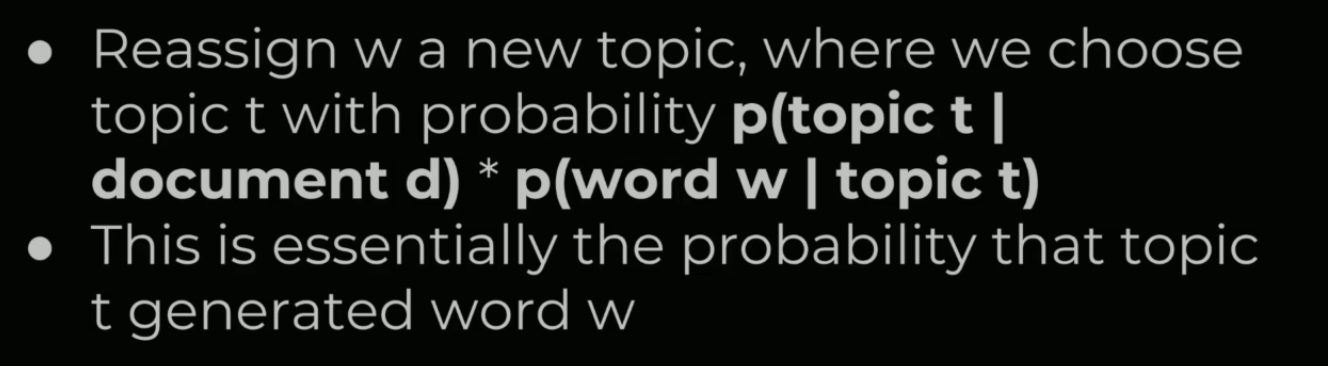 ● Reassign w a new topic, where we choose
topic t with probability p(topic t |
document d) * p(word w | topic t)
● This is essentially the probability that topic
t generated word w